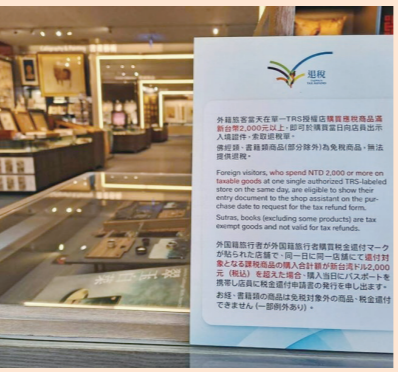 Calligraphy & Painting
退稅
外籍旅客當天在單一TRS授權店購買應稅商品滿
新台幣2,000元以上，即可於購買當日向店員出示
入境證件，索取退稅單。
佛經類、書籍類商品(部分除外)為免稅商品，無法
提供退稅。
Foreign visitors, who spend NTD 2,000 or more on
taxable goods at one single authorized TRS-labeled
store on the same day, are eligible to show their
entry document to the shop assistant on the pur-
chase date to request for the tax refund form.
Sutras, books (excluding some products) are tax
exempt goods and not valid for tax refunds.
外国籍旅行者が外国籍旅行者購買税金還付マーク
が貼られた店舗で、同一日に同一店舗にて還付対
象となる課税商品の購入合計額が新台湾ドル2,000
元（税込）を超えた場合，購入当日にパスポートを
携帯し店員に税金還付申請書の発行を申し出ます。
お経、書籍類の商品は免税対象外の商品，税金還付
できません (一部例外あり) 。